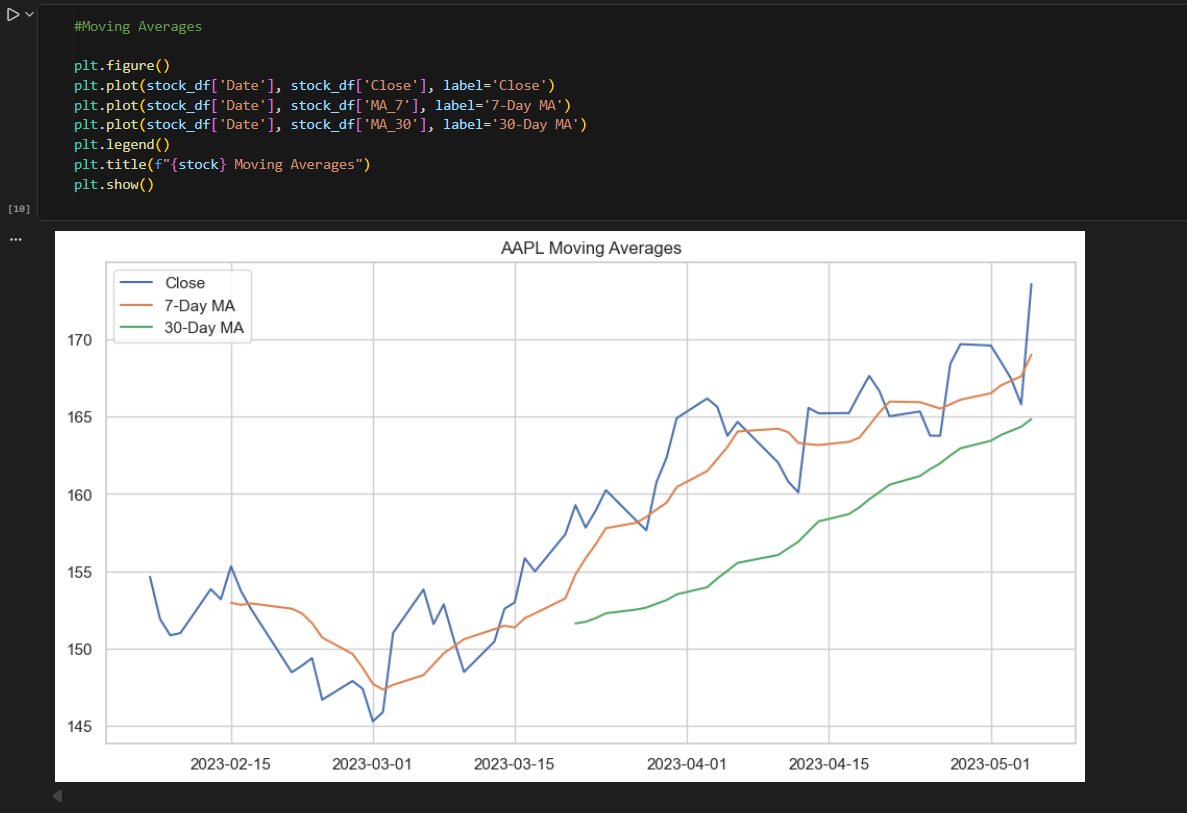 #Moving Averages
plt.figure()
plt.plot(stock_df['Date'], stock_df['Close'], label='Close')
plt.plot(stock_df['Date'], stock_df['MA_7'], label='7-Day MA')
plt.plot(stock_df['Date'], stock_df['MA_30'], label='30-Day MA')
plt.legend()
plt.title(f"{stock} Moving Averages")
plt.show()
[10]
...
AAPL Moving Averages
Close
7-Day MA
30-Day MA
170
165
160
155
150
145
2023-02-15 2023-03-01 2023-03-15 2023-04-01 2023-04-15 2023-05-01